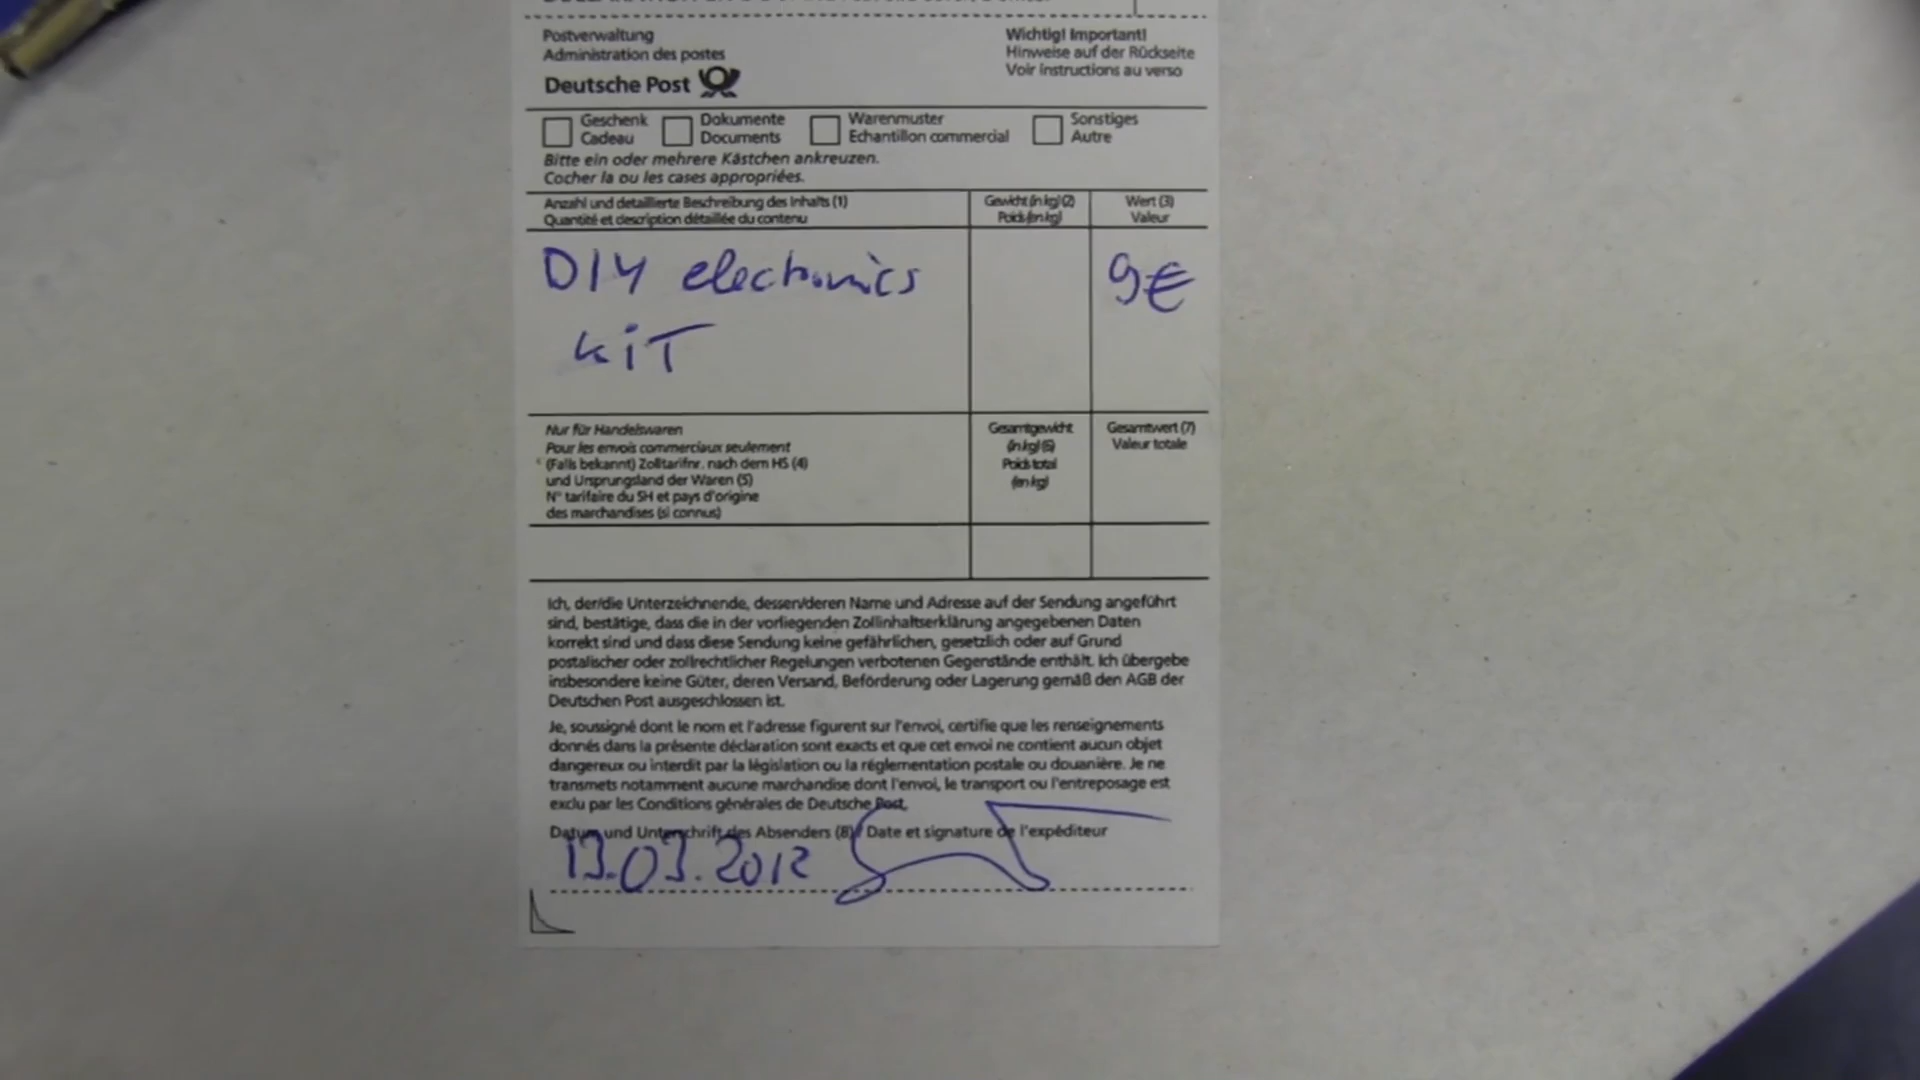 Postverwaltung
Administration des postes
Deutsche Post
Wichtig! Important!
Hinweise auf der Rückseite
Voir instructions au verso
Geschenk
Cadeau
Dokumente
Documents
Warenmuster
Echantillon commercial
Sonstiges
Autre
Bitte ein oder mehrere Kästchen ankreuzen.
Cocher la ou les cases appropriées.
Anzahl und detaillierte Beschreibung des Inhalts (1)
Quantité et description détaillée du contenu
Gewicht (in kg) (2)
Poids (en kg)
Wert (3)
Valeur
DIY electronics
KiT
9€
Nur für Handelswaren
Pour les envois commerciaux seulement
(Falls bekannt) Zolltarifnr. nach dem HS (4)
und Ursprungsland der Waren (5)
N° tarifaire du SH et pays d'origine
des marchandises (si connus)
Gesamtgewicht
(in kg) (6)
Poids total
(en kg)
Gesamtwert (7)
Valeur totale
Ich, der/die Unterzeichnende, dessen/deren Name und Adresse auf der Sendung angeführt
sind, bestätige, dass die in der vorliegenden Zollinhaltserklärung angegebenen Daten
korrekt sind und dass diese Sendung keine gefährlichen, gesetzlich oder auf Grund
postalischer oder zollrechtlicher Regelungen verbotenen Gegenstände enthält. Ich übergebe
insbesondere keine Güter, deren Versand, Beförderung oder Lagerung gemäß den AGB der
Deutschen Post ausgeschlossen ist.
Je, soussigné dont le nom et l'adresse figurent sur l'envoi, certifie que les renseignements
donnés dans la présente déclaration sont exacts et que cet envoi ne contient aucun objet
dangereux ou interdit par la législation ou la réglementation postale ou douanière. Je ne
transmets notamment aucune marchandise dont l'envoi, le transport ou l'entreposage est
exclu par les Conditions générales de Deutsche Post.
Datum und Unterschrift des Absenders (8) / Date et signature de l'expéditeur
13.03.2012